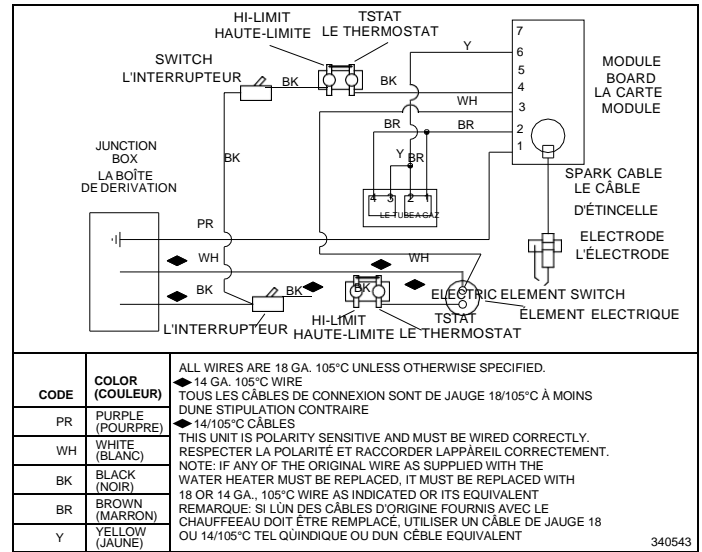 HI-LIMIT
HAUTE-LIMITE
TSTAT
LE THERMOSTAT
SWITCH
L'INTERRUPTEUR
BK
BK
Y
7
6
5
4
3
2
1
MODULE
BOARD
LA CARTE
MODULE
WH
BR
BR
JUNCTION
BOX
LA BOÎTE
DE DERIVATION
BK
Y
BR
4 3 2 1
LE TUBE A GAZ
SPARK CABLE
LE CÂBLE
D'ÉTINCELLE
PR
ELECTRODE
L'ÉLECTRODE
WH
WH
BK
BK
BK
ELECTRIC ELEMENT SWITCH
ÈLEMENT ELECTRIQUE
L'INTERRUPTEUR
HI-LIMIT
HAUTE-LIMITE
TSTAT
LE THERMOSTAT
CODE
COLOR
(COULEUR)
PR
PURPLE
(POURPRE)
WH
WHITE
(BLANC)
BK
BLACK
(NOIR)
BR
BROWN
(MARRON)
Y
YELLOW
(JAUNE)
ALL WIRES ARE 18 GA. 105°C UNLESS OTHERWISE SPECIFIED.
◆14 GA. 105°C WIRE
TOUS LES CÂBLES DE CONNEXION SONT DE JAUGE 18/105°C À MOINS
DUNE STIPULATION CONTRAIRE
◆14/105°C CÂBLES
THIS UNIT IS POLARITY SENSITIVE AND MUST BE WIRED CORRECTLY.
RESPECTER LA POLARITÉ ET RACCORDER LAPPÀREIL CORRECTEMENT.
NOTE: IF ANY OF THE ORIGINAL WIRE AS SUPPLIED WITH THE
WATER HEATER MUST BE REPLACED, IT MUST BE REPLACED WITH
18 OR 14 GA., 105°C WIRE AS INDICATED OR ITS EQUIVALENT
REMARQUE: SI LÙN DES CÂBLES D'ORIGINE FOURNIS AVEC LE
CHAUFFEEAU DOIT ÊTRE REMPLACÉ, UTILISER UN CÂBLE DE JAUGE 18
OU 14/105°C TEL QÙINDIQUE OU DUN CÊBLE EQUIVALENT
340543